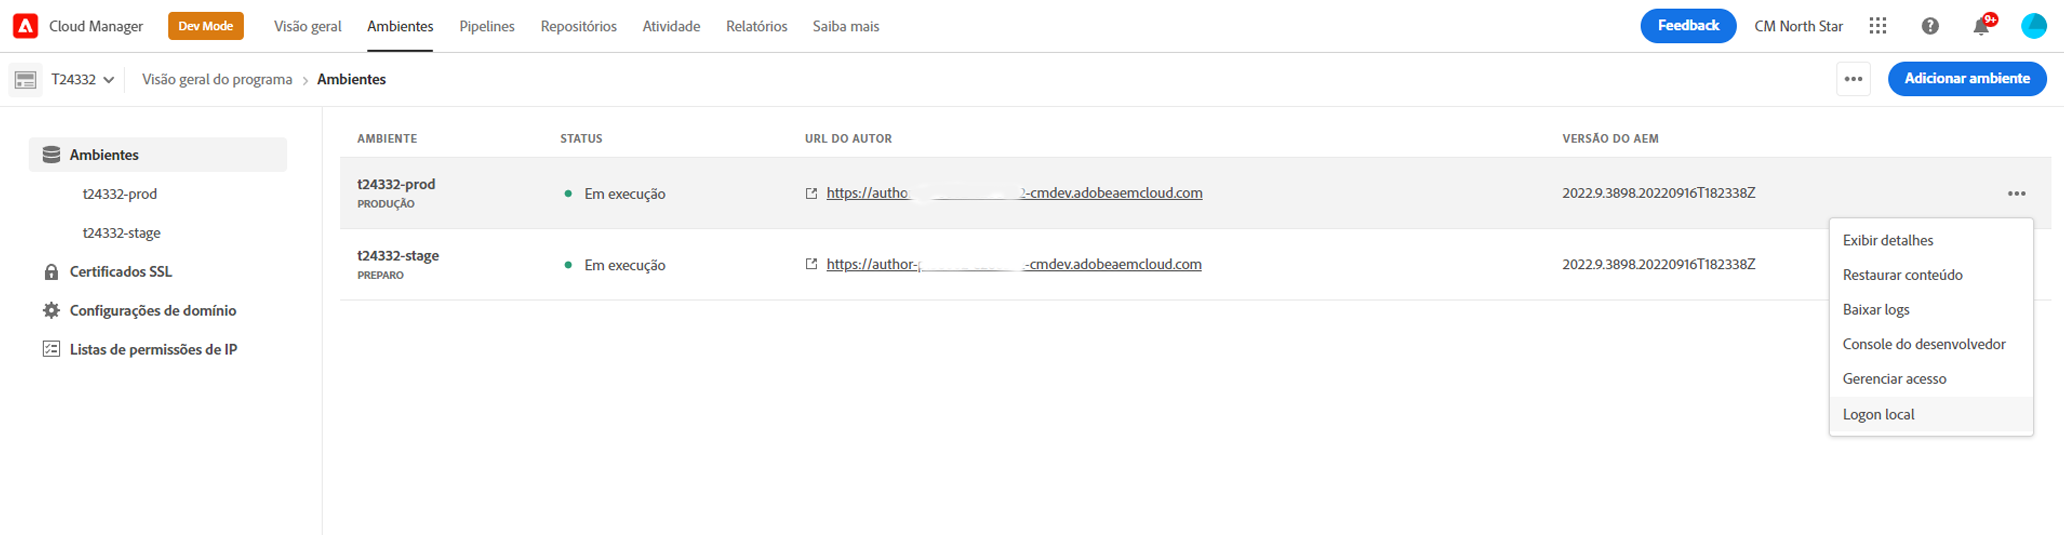 Cloud Manager Dev Mode Visão geral Ambientes Pipelines Repositórios Atividade Relatórios Saiba mais Feedback CM North Star 9+
T24332 Visão geral do programa > Ambientes ••• Adicionar ambiente
Ambientes
t24332-prod
t24332-stage
Certificados SSL
Configurações de domínio
Listas de permissões de IP
AMBIENTE STATUS URL DO AUTOR VERSÃO DO AEM
t24332-prod
PRODUÇÃO
Em execução https://autho 2-cmdev.adobeaemcloud.com 2022.9.3898.20220916T182338Z •••
t24332-stage
PREPARO
Em execução https://author- -cmdev.adobeaemcloud.com 2022.9.3898.20220916T182338Z
Exibir detalhes
Restaurar conteúdo
Baixar logs
Console do desenvolvedor
Gerenciar acesso
Logon local